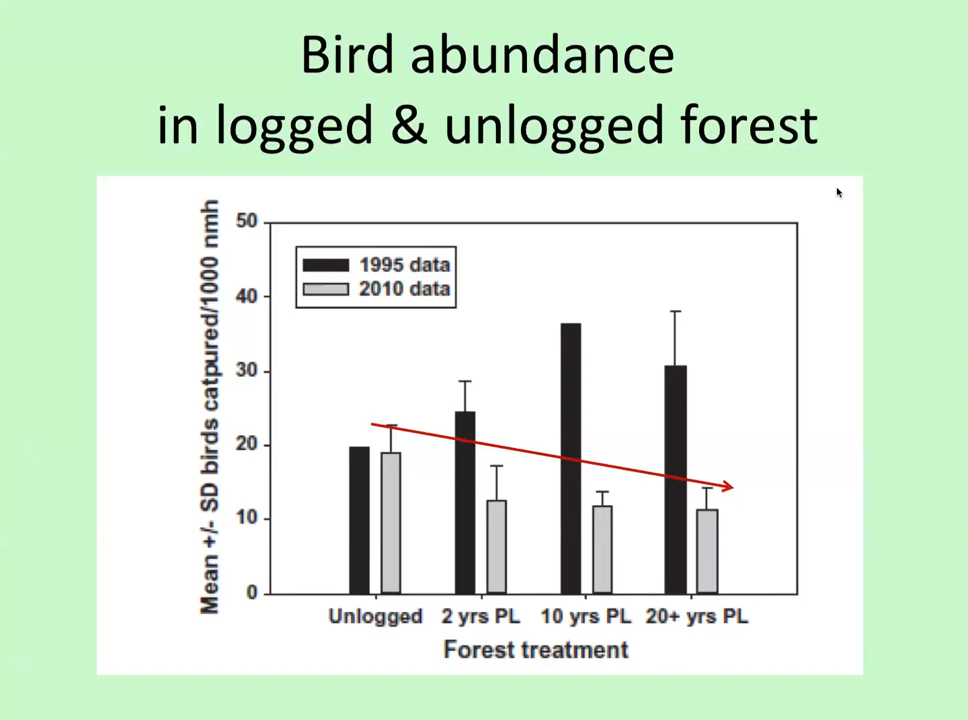 Bird abundance
in logged & unlogged forest
Mean +/- SD birds catpured/1000 nmh
50
40
30
20
10
0
1995 data
2010 data
Unlogged 2 yrs PL 10 yrs PL 20+ yrs PL
Forest treatment